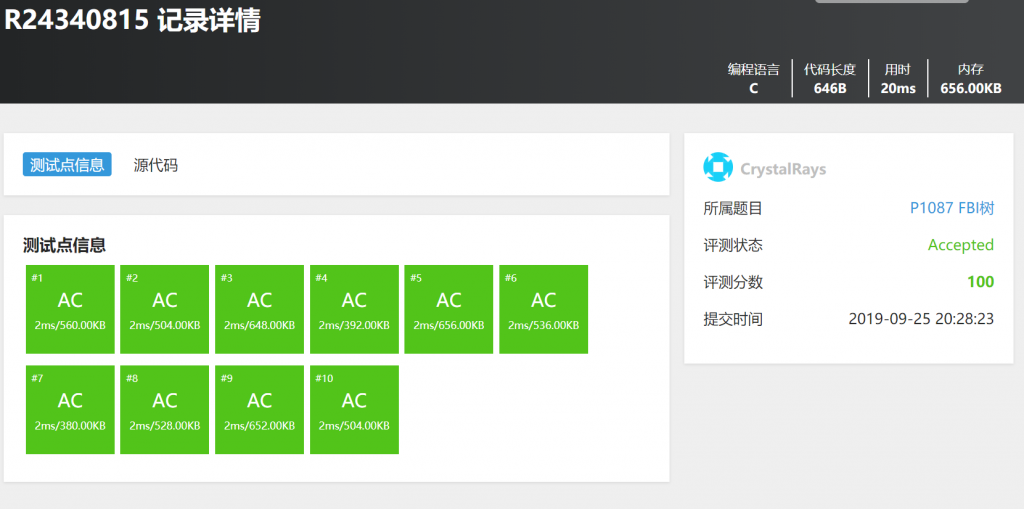 R24340815 记录详情
编程语言 代码长度 用时 内存
C 646B 20ms 656.00KB
测试点信息 源代码
测试点信息
#1 #2 #3 #4 #5 #6
AC AC AC AC AC AC
2ms/560.00KB 2ms/504.00KB 2ms/648.00KB 2ms/392.00KB 2ms/656.00KB 2ms/536.00KB
#7 #8 #9 #10
AC AC AC AC
2ms/380.00KB 2ms/528.00KB 2ms/652.00KB 2ms/504.00KB
CrystalRays
所属题目 P1087 FBI树
评测状态 Accepted
评测分数 100
提交时间 2019-09-25 20:28:23